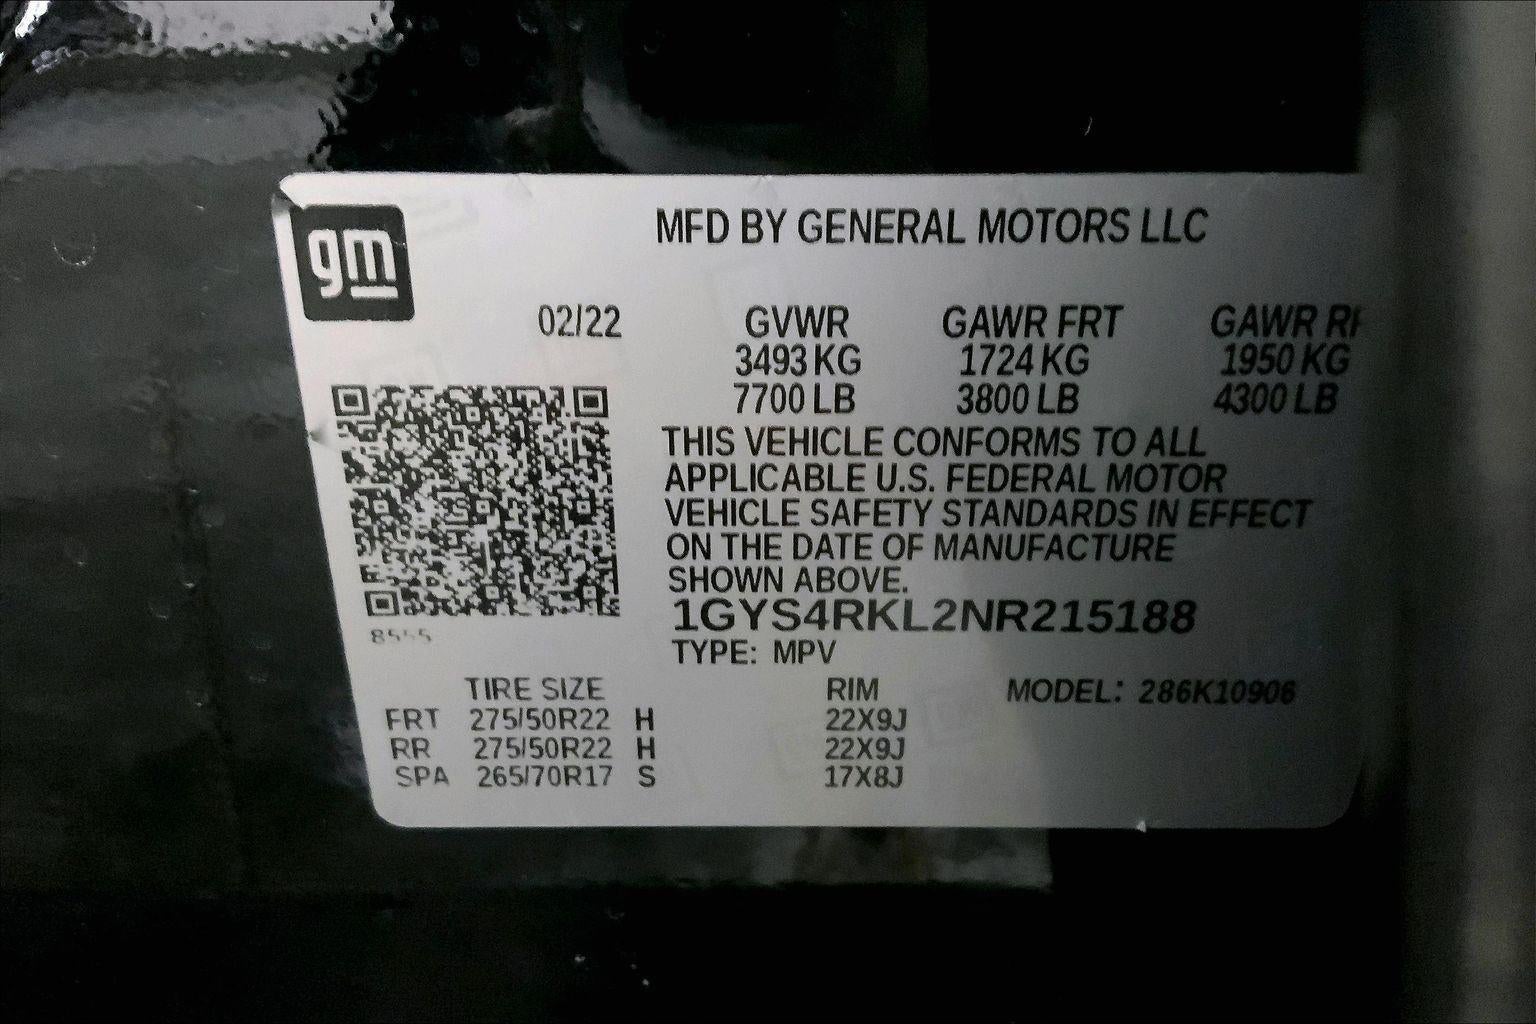 gm
MFD BY GENERAL MOTORS LLC
02/22 GVWR GAWR FRT GAWR
3493 KG 1724 KG 1950 KG
7700 LB 3800 LB 4300 LB
THIS VEHICLE CONFORMS TO ALL
APPLICABLE U.S. FEDERAL MOTOR
VEHICLE SAFETY STANDARDS IN EFFECT
ON THE DATE OF MANUFACTURE
SHOWN ABOVE.
1GYS4RKL2NR215188
TYPE: MPV
TIRE SIZE RIM MODEL: 286K10906
FRT 275/50R22 H 22X9J
RR 275/50R22 H 22X9J
SPA 265/70R17 S 17X8J